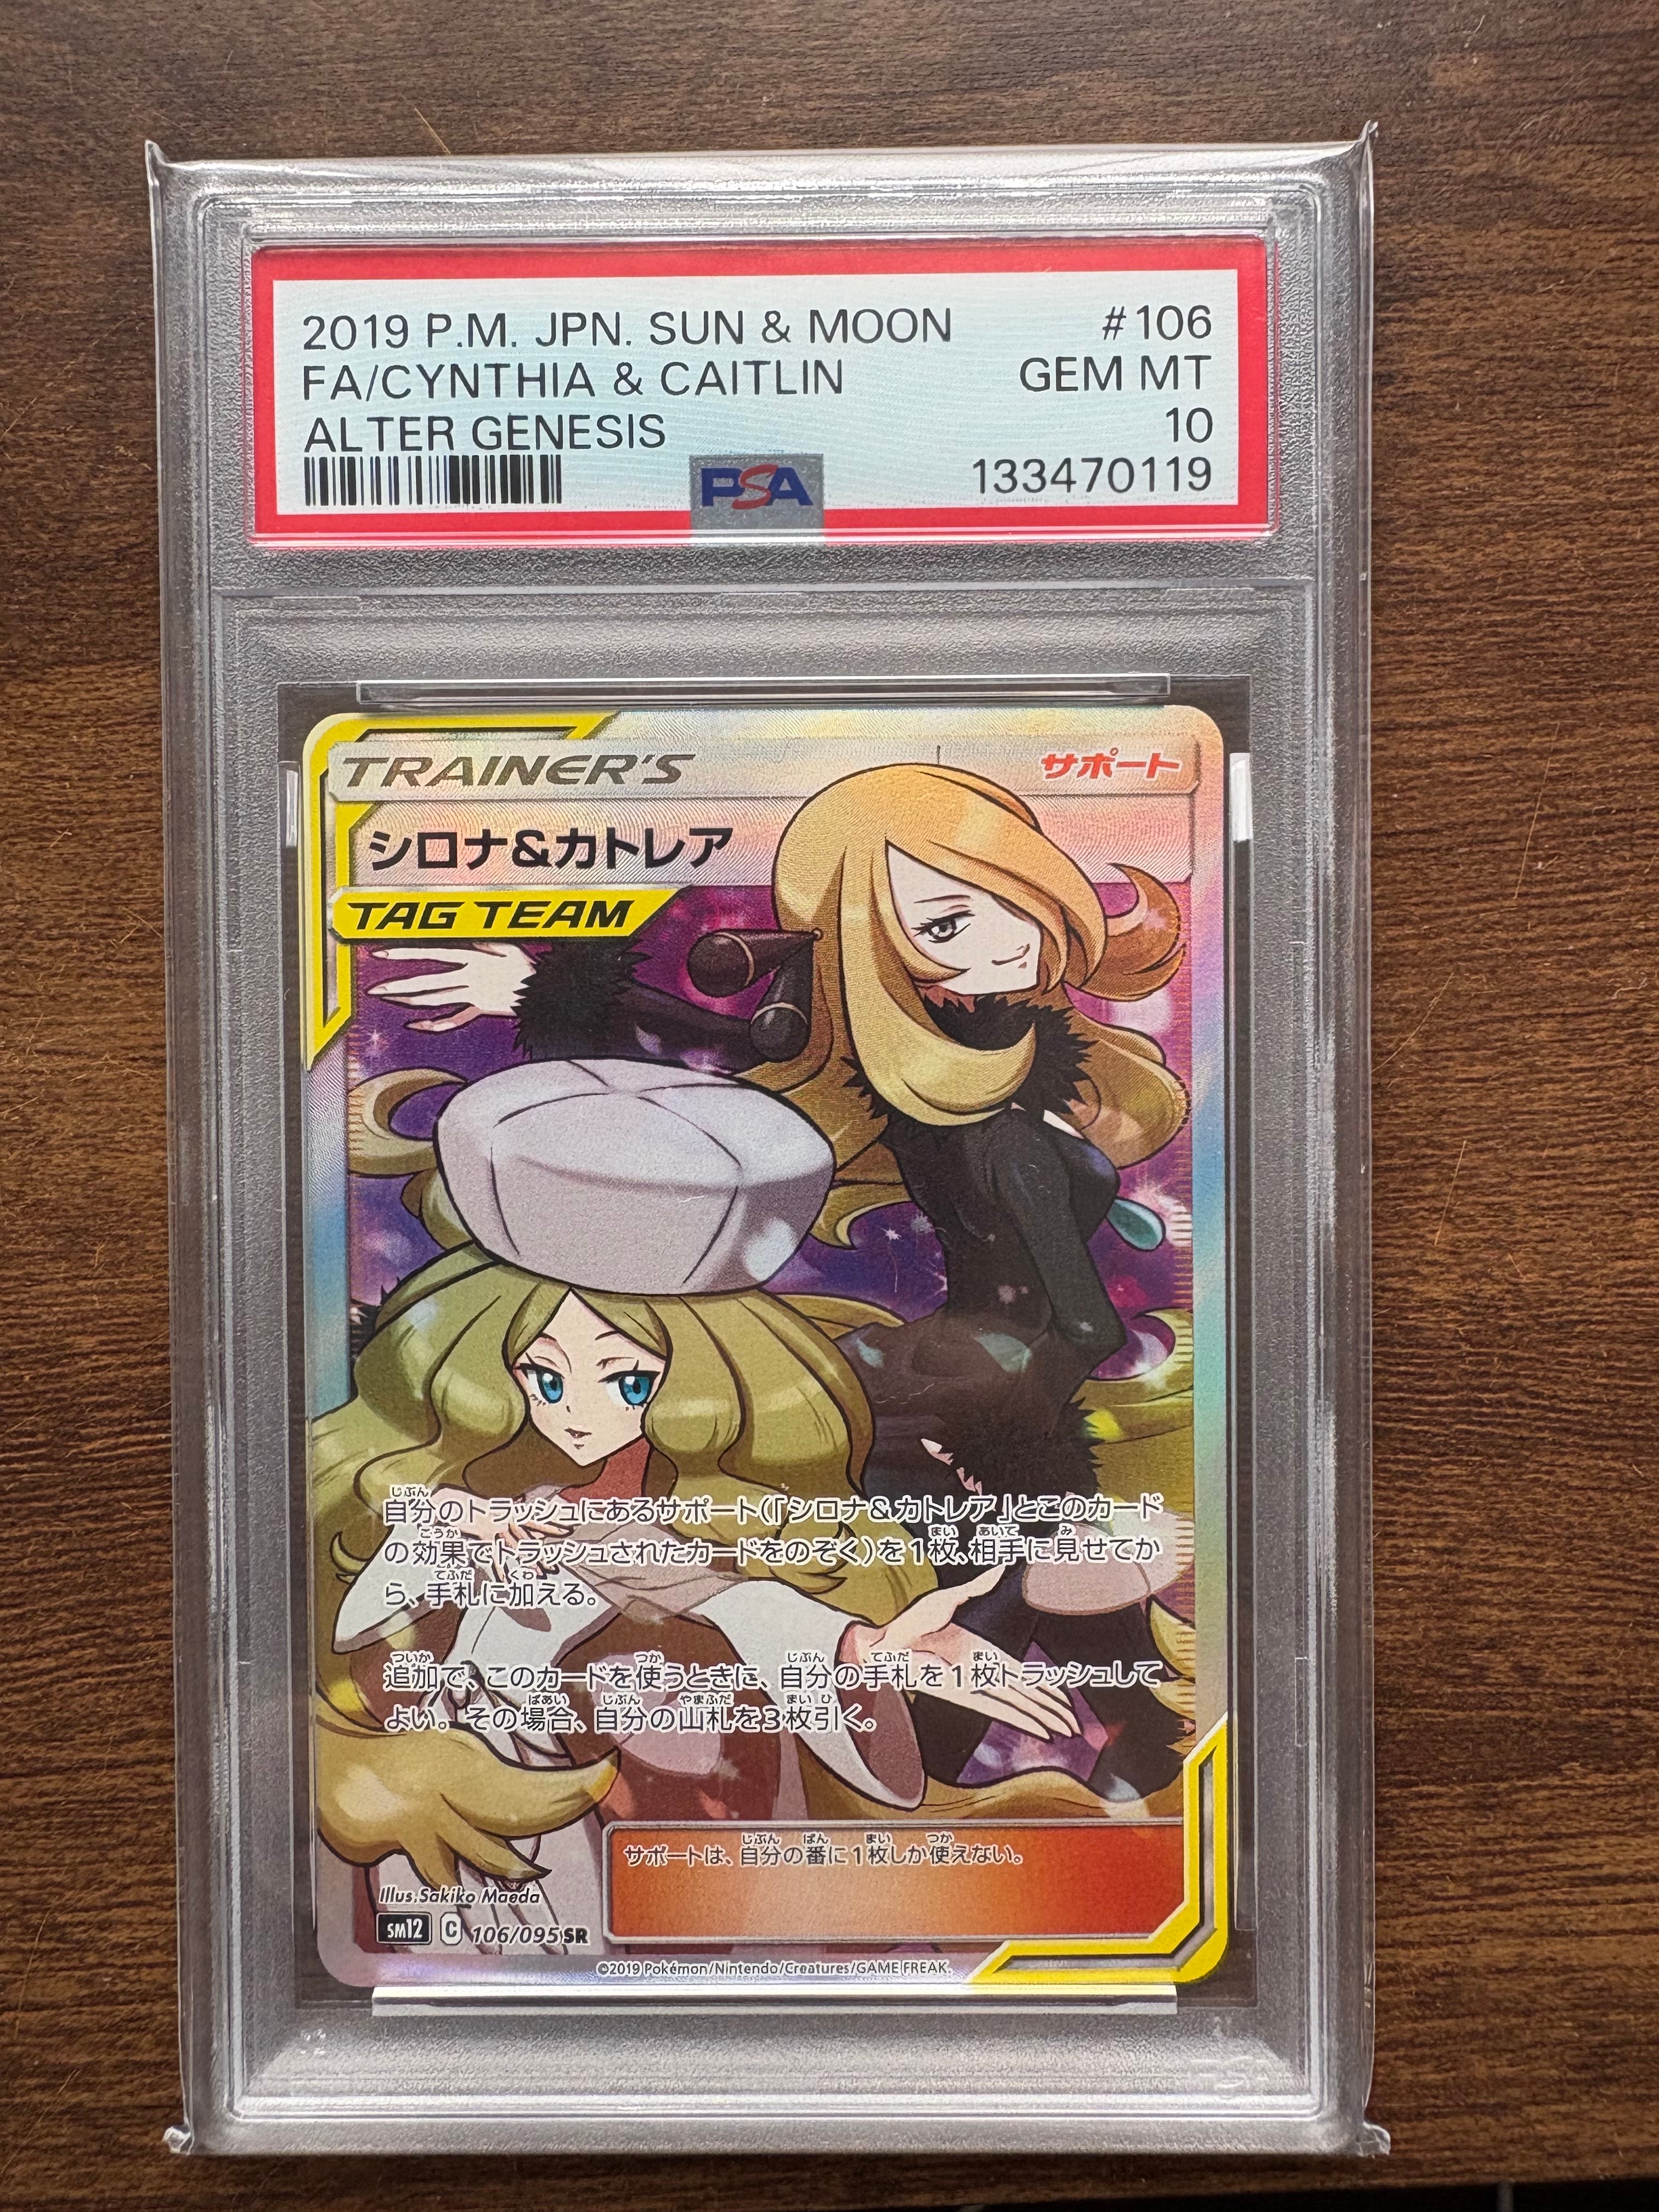 2019 P.M. JPN. SUN & MOON #106
FA/CYNTHIA & CAITLIN GEM MT
ALTER GENESIS 10
PSA 133470119
TRAINER'S サポート
シロナ&カトレア
TAG TEAM
自分のトラッシュにあるサポート(「シロナ&カトレア」とこのカード
の効果でトラッシュされたカードをのぞく)を1枚、相手に見せてか
ら、手札に加える。
追加で、このカードを使うときに、自分の手札を1枚トラッシュして
よい。その場合、自分の山札を3枚引く。
サポートは、自分の番に1枚しか使えない。
Illus. Sakiko Maeda
SM12 C 106/095 SR
©2019 Pokémon/Nintendo/Creatures/GAME FREAK.